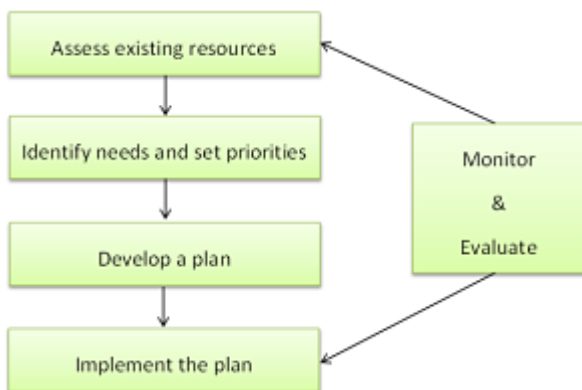 Assess existing resources
Identify needs and set priorities
Develop a plan
Implement the plan
Monitor
&
Evaluate